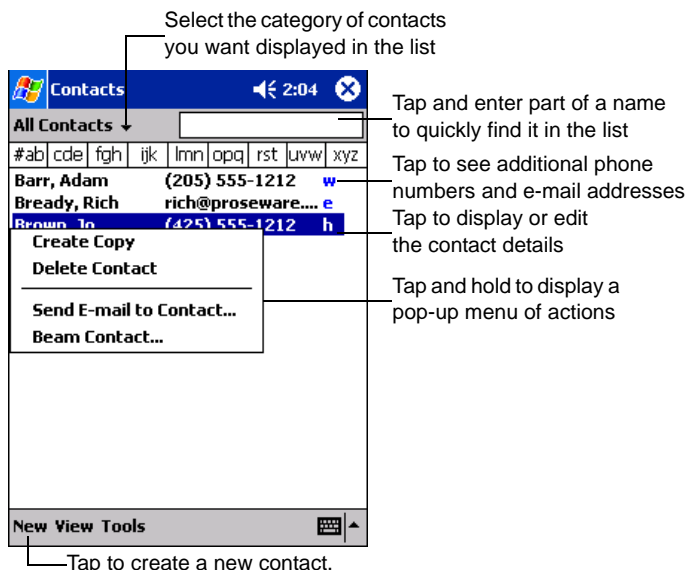 Select the category of contacts
you want displayed in the list
Contacts 2:04
All Contacts
#ab cde fgh ijk lmn opq rst uvw xyz
Barr, Adam (205) 555-1212 w
Bready, Rich rich@proseware.... e
Brown, Jo (425) 555-1212 h
Create Copy
Delete Contact
Send E-mail to Contact...
Beam Contact...
New View Tools
Tap and enter part of a name
to quickly find it in the list
Tap to see additional phone
numbers and e-mail addresses
Tap to display or edit
the contact details
Tap and hold to display a
pop-up menu of actions
Tap to create a new contact.